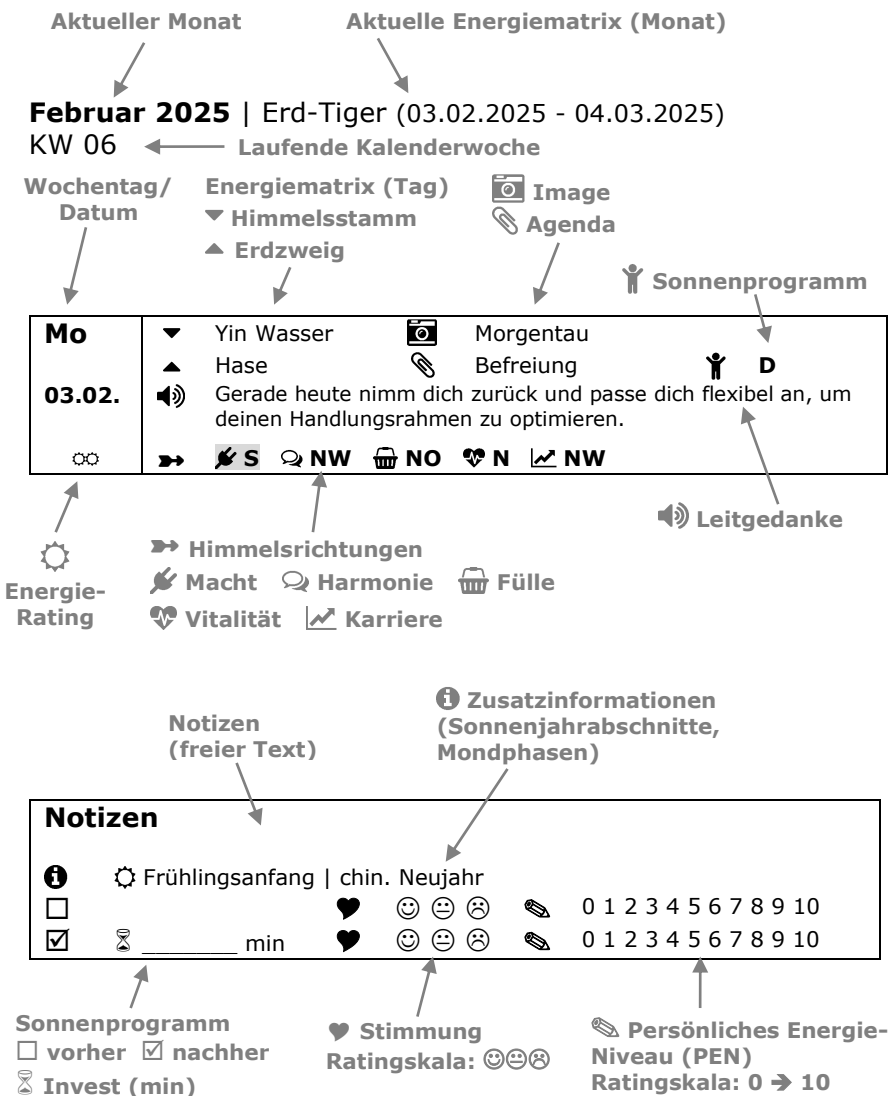 Aktueller Monat Aktuelle Energiematrix (Monat)
Februar 2025 | Erd-Tiger (03.02.2025 - 04.03.2025)
KW 06 Laufende Kalenderwoche
Wochentag/ Energiematrix (Tag) Image
Datum Himmelsstamm Agenda
Erdzweig
Sonnenprogramm
Mo Yin Wasser Morgentau
Hase Befreiung D
03.02. Gerade heute nimm dich zurück und passe dich flexibel an, um
deinen Handlungsrahmen zu optimieren.
S NW NO N NW
Leitgedanke
Himmelsrichtungen
Energie- Macht Harmonie Fülle
Rating Vitalität Karriere
Zusatzinformationen
Notizen (Sonnenjahrabschnitte,
(freier Text) Mondphasen)
Notizen
Frühlingsanfang | chin. Neujahr
0 1 2 3 4 5 6 7 8 9 10
_______ min 0 1 2 3 4 5 6 7 8 9 10
Sonnenprogramm Stimmung Persönliches Energie-
vorher nachher Ratingskala: ☺😐☹ Niveau (PEN)
Invest (min) Ratingskala: 0 ➔ 10